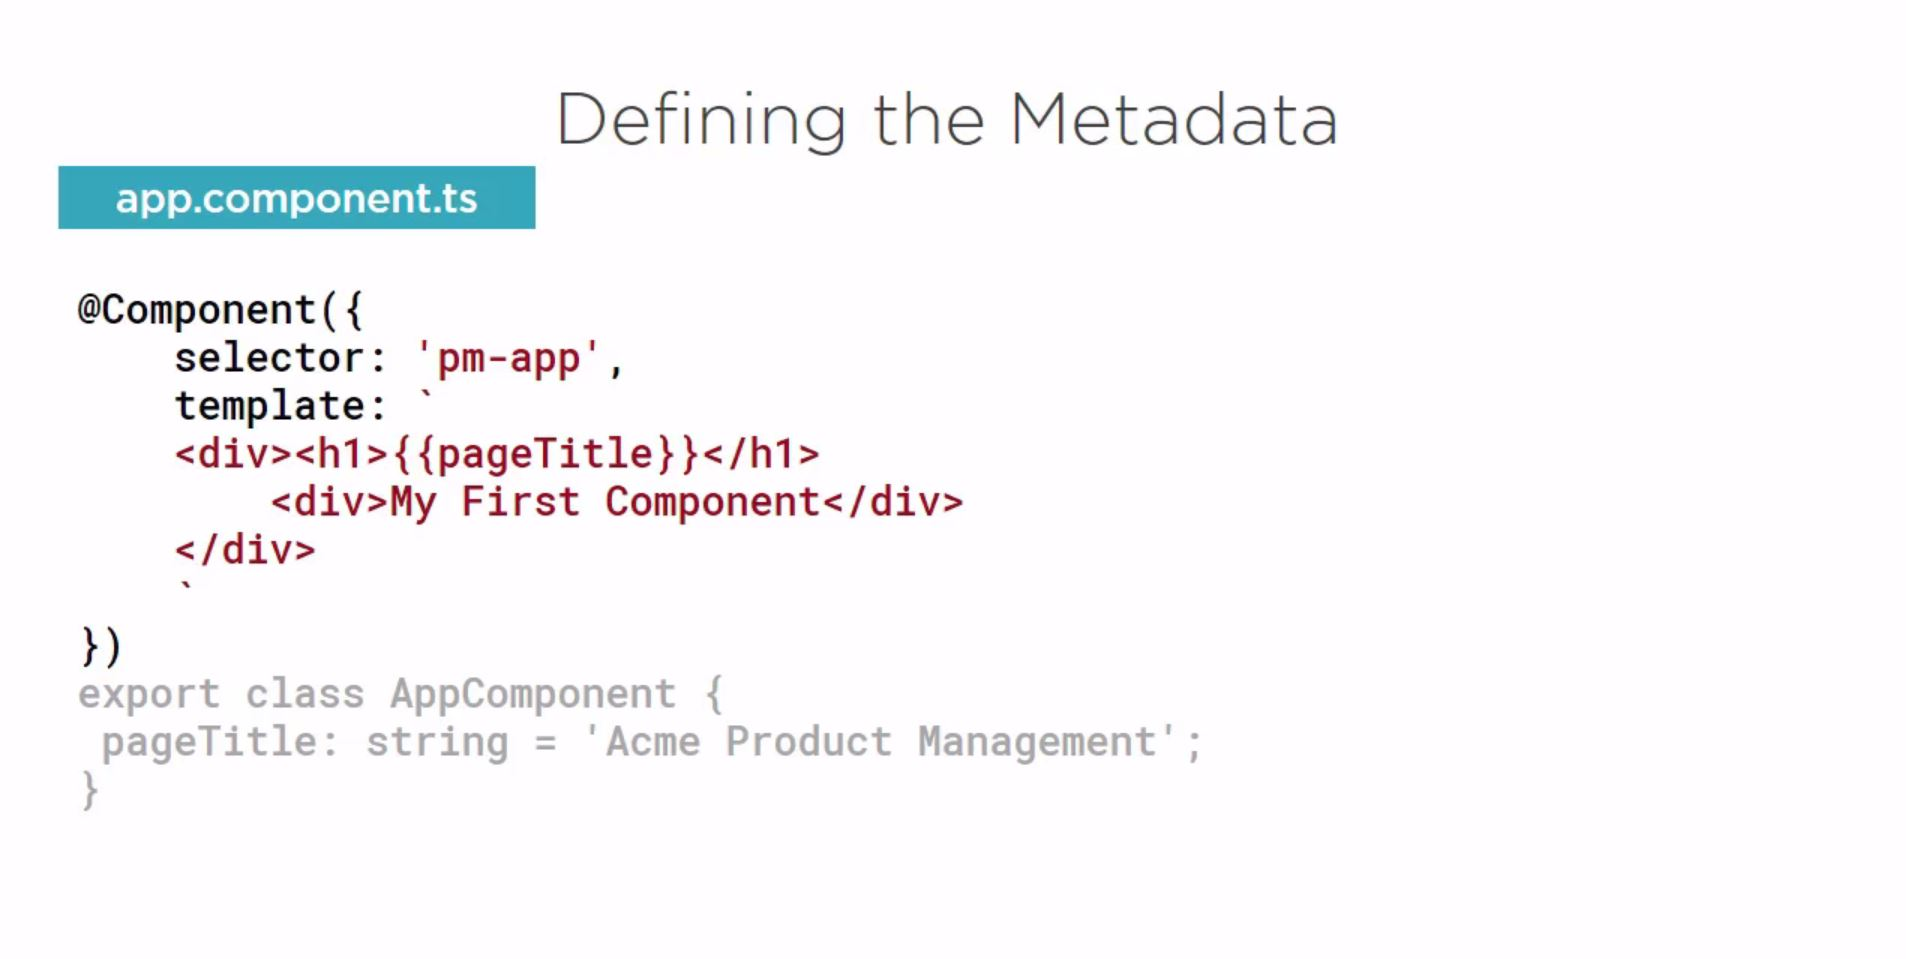 Defining the Metadata
app.component.ts
@Component({
    selector: 'pm-app',
    template: `
    <div><h1>{{pageTitle}}</h1>
        <div>My First Component</div>
    </div>
    `
})
export class AppComponent {
 pageTitle: string = 'Acme Product Management';
}